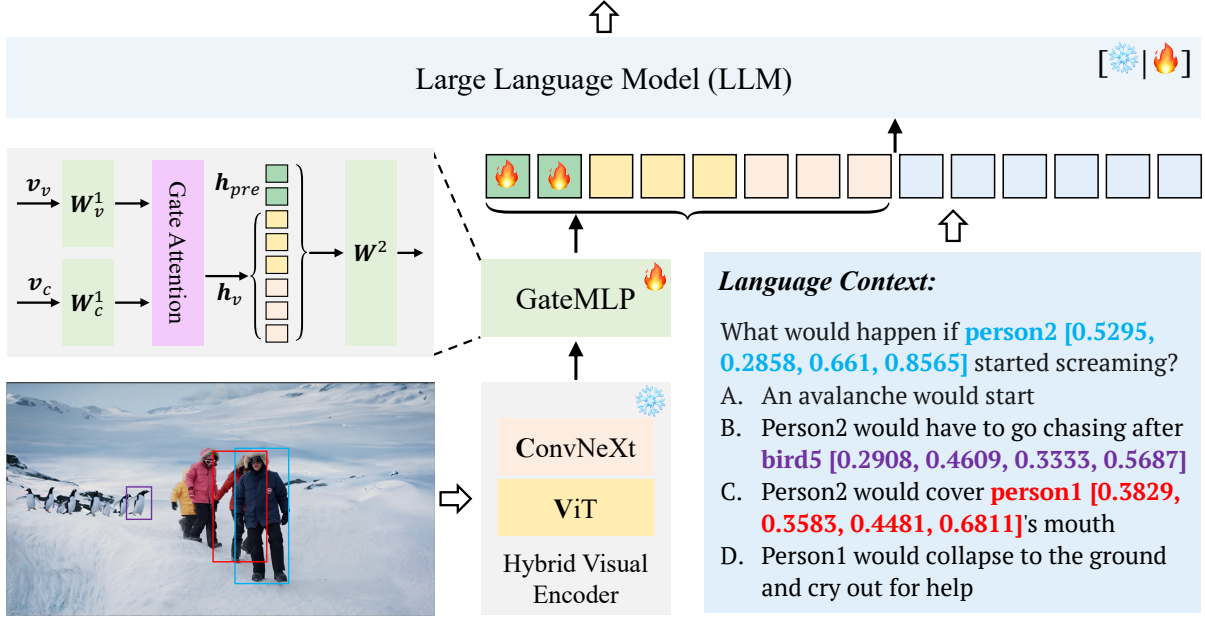 Large Language Model (LLM)
[ | ]
v_v
W_v^1
Gate Attention
v_c
W_c^1
h_pre
h_v
W^2
GateMLP
ConvNeXt
ViT
Hybrid Visual
Encoder
Language Context:
What would happen if person2 [0.5295,
0.2858, 0.661, 0.8565] started screaming?
A. An avalanche would start
B. Person2 would have to go chasing after
bird5 [0.2908, 0.4609, 0.3333, 0.5687]
C. Person2 would cover person1 [0.3829,
0.3583, 0.4481, 0.6811]'s mouth
D. Person1 would collapse to the ground
and cry out for help